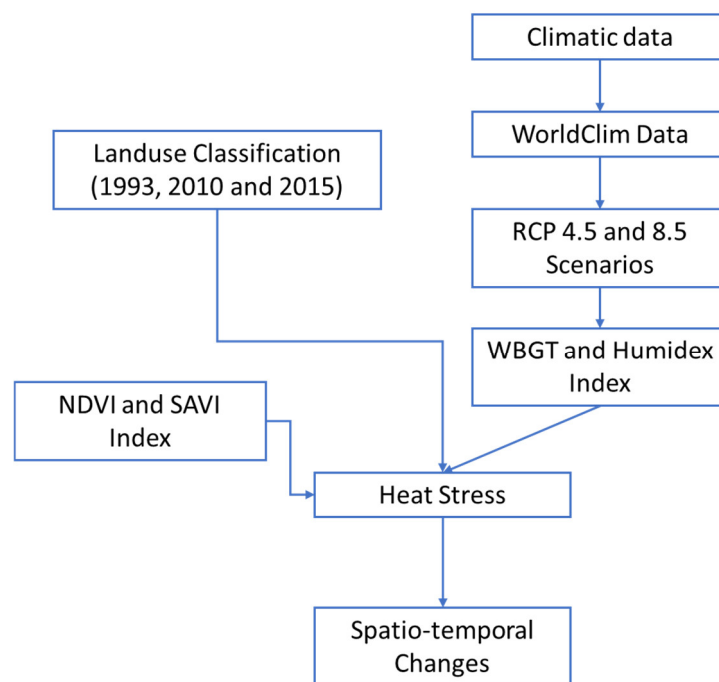 Climatic data
WorldClim Data
Landuse Classification
(1993, 2010 and 2015)
RCP 4.5 and 8.5
Scenarios
WBGT and Humidex
Index
NDVI and SAVI
Index
Heat Stress
Spatio-temporal
Changes